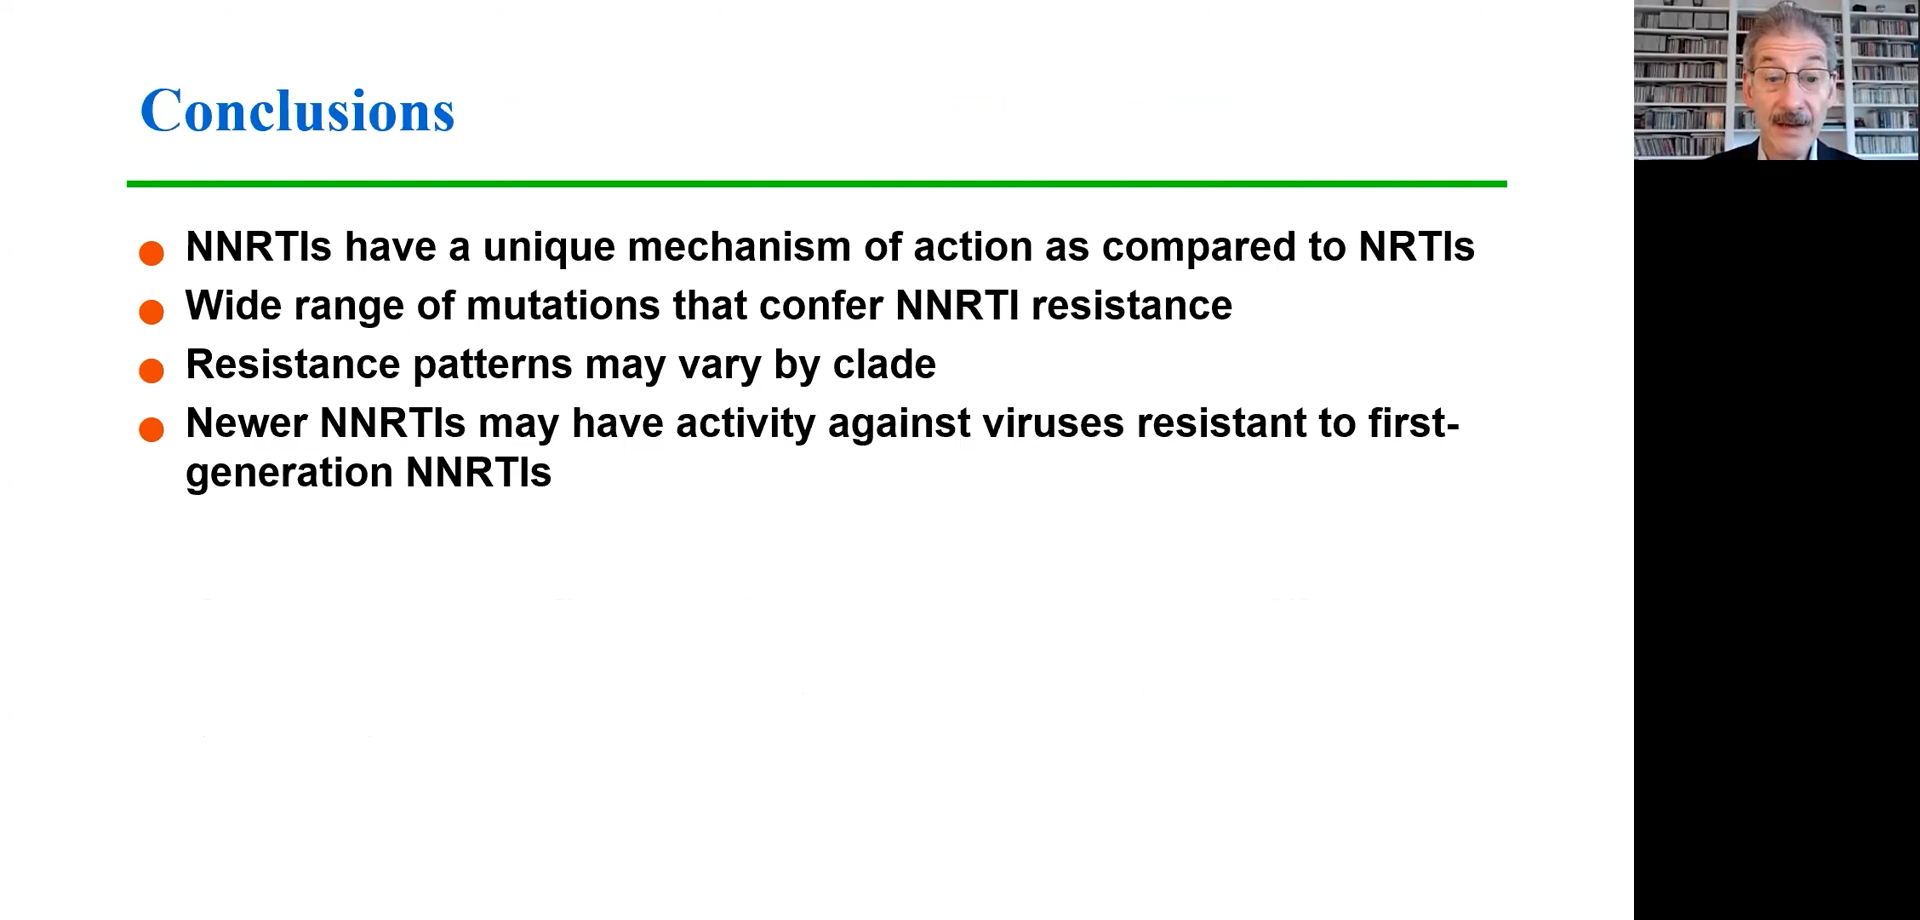 Conclusions
NNRTIs have a unique mechanism of action as compared to NRTIs
Wide range of mutations that confer NNRTI resistance
Resistance patterns may vary by clade
Newer NNRTIs may have activity against viruses resistant to first-
generation NNRTIs